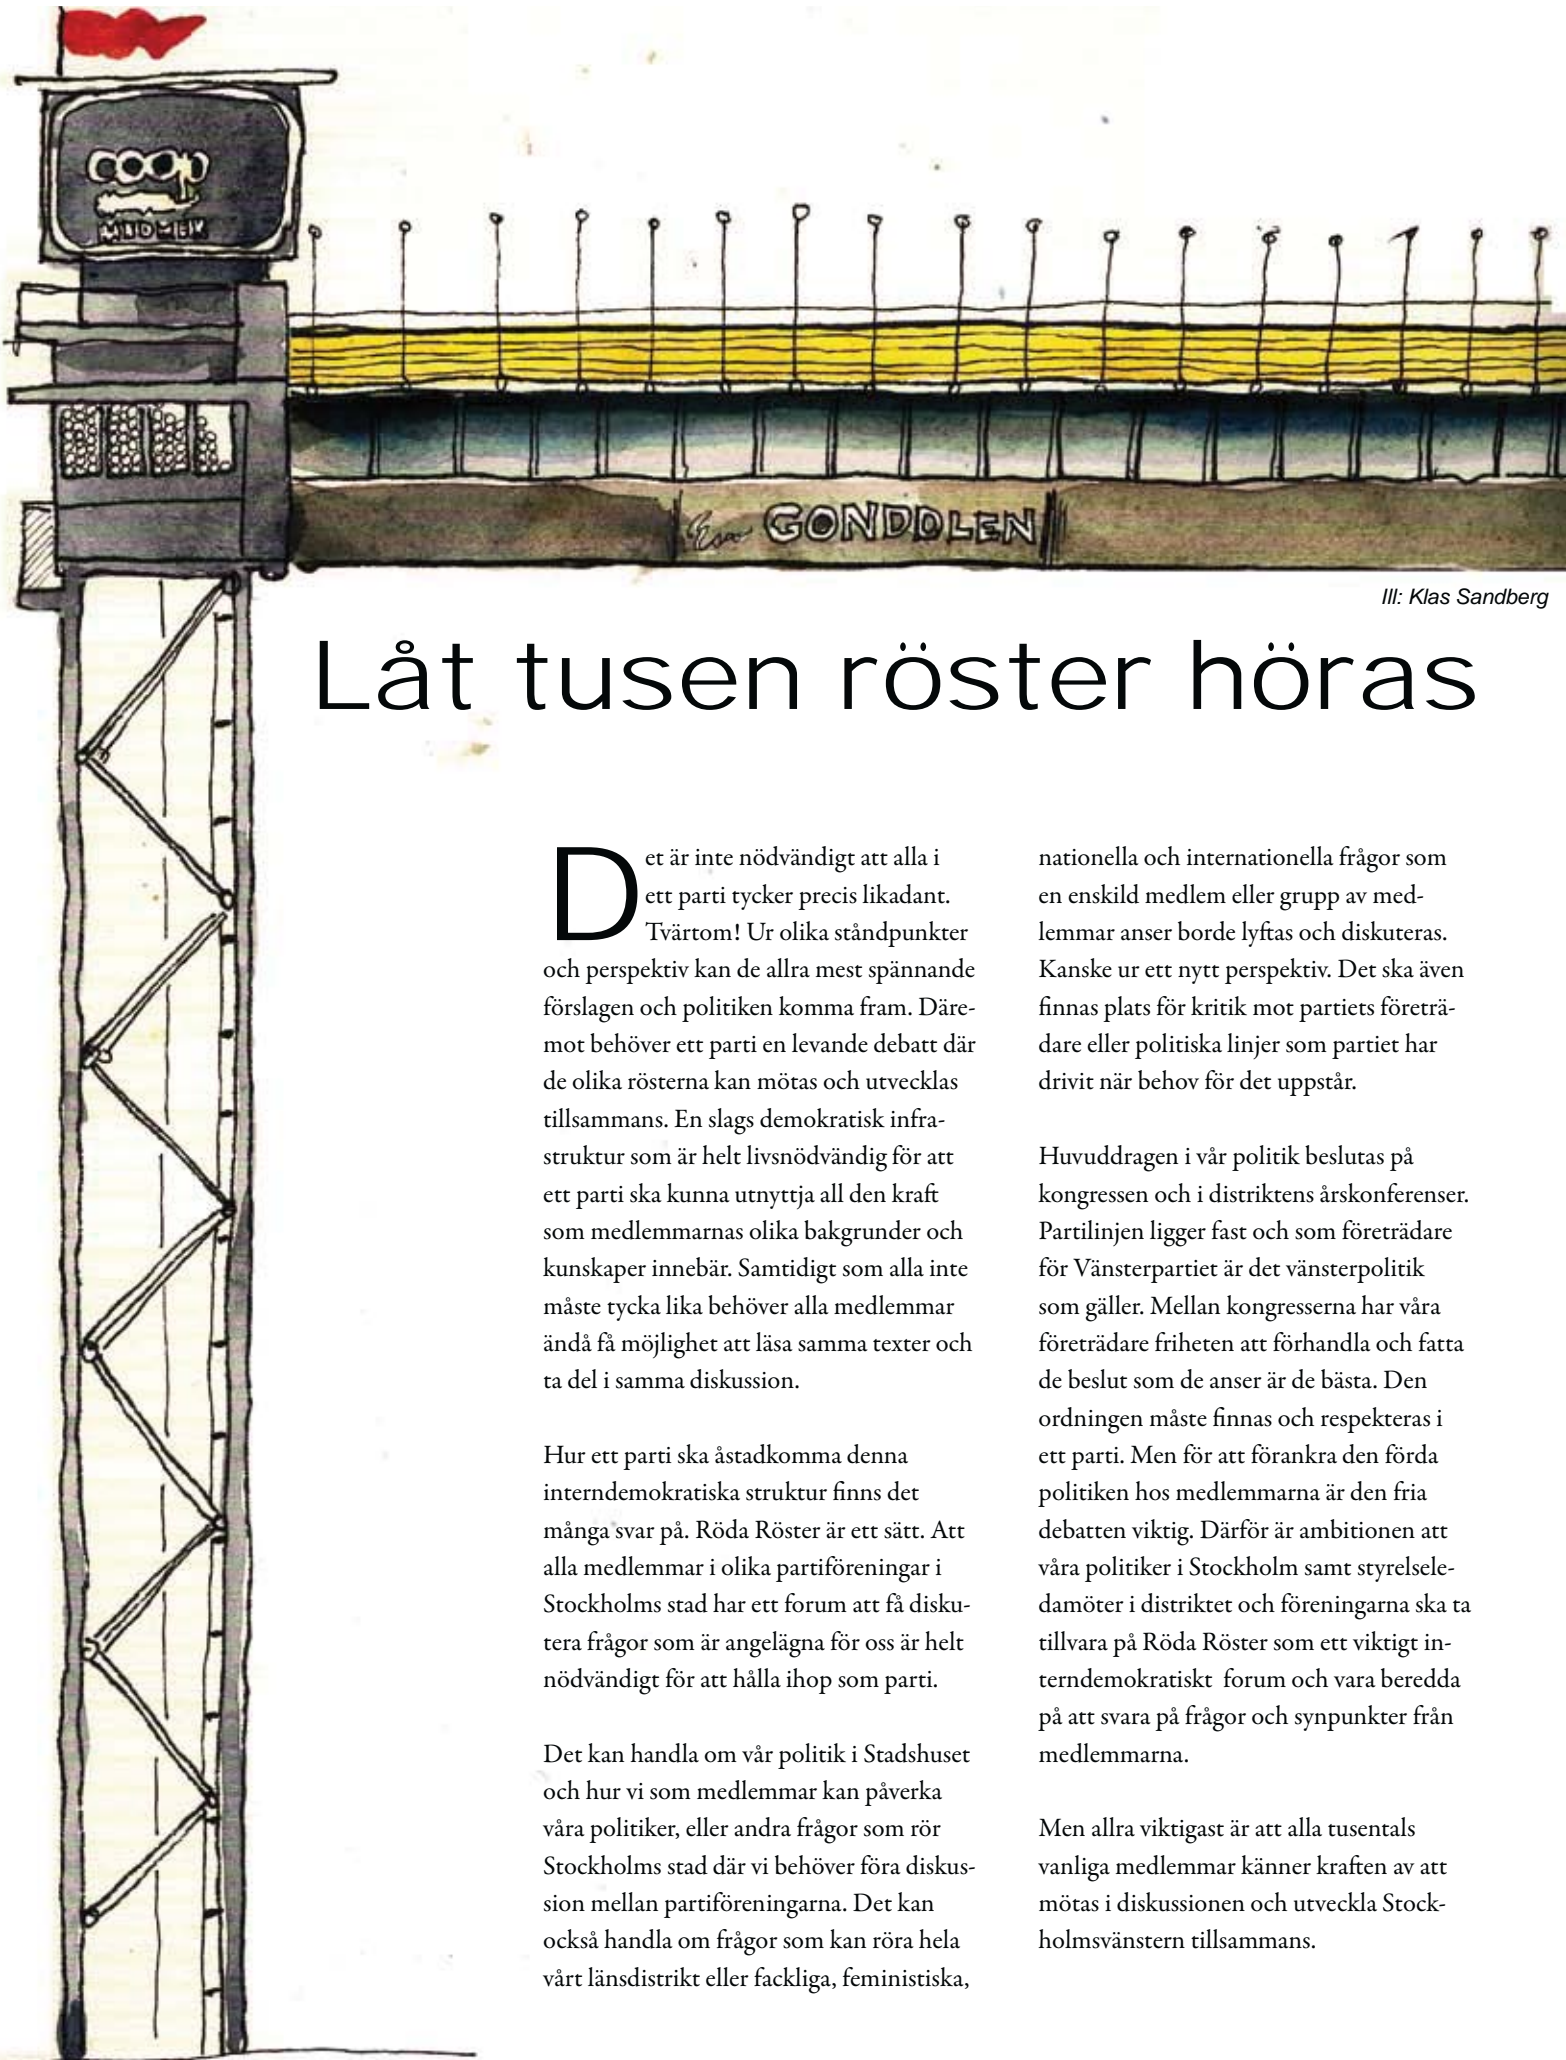 coop
MEDMEX
GONDOLEN
Ill: Klas Sandberg
Låt tusen röster höras
Det är inte nödvändigt att alla i
ett parti tycker precis likadant.
Tvärtom! Ur olika ståndpunkter
och perspektiv kan de allra mest spännande
förslagen och politiken komma fram. Däre-
mot behöver ett parti en levande debatt där
de olika rösterna kan mötas och utvecklas
tillsammans. En slags demokratisk infra-
struktur som är helt livsnödvändig för att
ett parti ska kunna utnyttja all den kraft
som medlemmarnas olika bakgrunder och
kunskaper innebär. Samtidigt som alla inte
måste tycka lika behöver alla medlemmar
ändå få möjlighet att läsa samma texter och
ta del i samma diskussion.
Hur ett parti ska åstadkomma denna
interndemokratiska struktur finns det
många svar på. Röda Röster är ett sätt. Att
alla medlemmar i olika partiföreningar i
Stockholms stad har ett forum att få disku-
tera frågor som är angelägna för oss är helt
nödvändigt för att hålla ihop som parti.
Det kan handla om vår politik i Stadshuset
och hur vi som medlemmar kan påverka
våra politiker, eller andra frågor som rör
Stockholms stad där vi behöver föra diskus-
sion mellan partiföreningarna. Det kan
också handla om frågor som kan röra hela
vårt länsdistrikt eller fackliga, feministiska,
nationella och internationella frågor som
en enskild medlem eller grupp av med-
lemmar anser borde lyftas och diskuteras.
Kanske ur ett nytt perspektiv. Det ska även
finnas plats för kritik mot partiets företrä-
dare eller politiska linjer som partiet har
drivit när behov för det uppstår.
Huvuddragen i vår politik beslutas på
kongressen och i distriktens årskonferenser.
Partilinjen ligger fast och som företrädare
för Vänsterpartiet är det vänsterpolitik
som gäller. Mellan kongresserna har våra
företrädare friheten att förhandla och fatta
de beslut som de anser är de bästa. Den
ordningen måste finnas och respekteras i
ett parti. Men för att förankra den förda
politiken hos medlemmarna är den fria
debatten viktig. Därför är ambitionen att
våra politiker i Stockholm samt styrelsele-
damöter i distriktet och föreningarna ska ta
tillvara på Röda Röster som ett viktigt in-
terndemokratiskt forum och vara beredda
på att svara på frågor och synpunkter från
medlemmarna.
Men allra viktigast är att alla tusentals
vanliga medlemmar känner kraften av att
mötas i diskussionen och utveckla Stock-
holmsvänstern tillsammans.